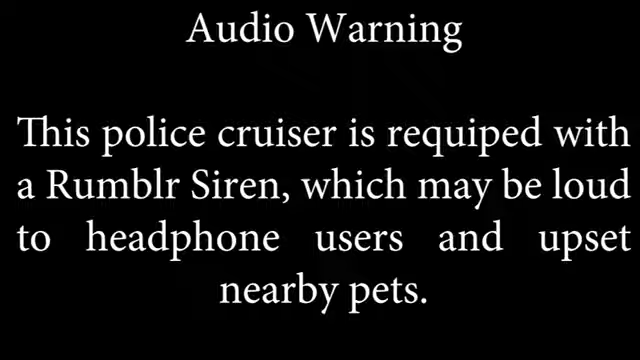 Audio Warning
This police cruiser is requiped with
a Rumblr Siren, which may be loud
to headphone users and upset
nearby pets.